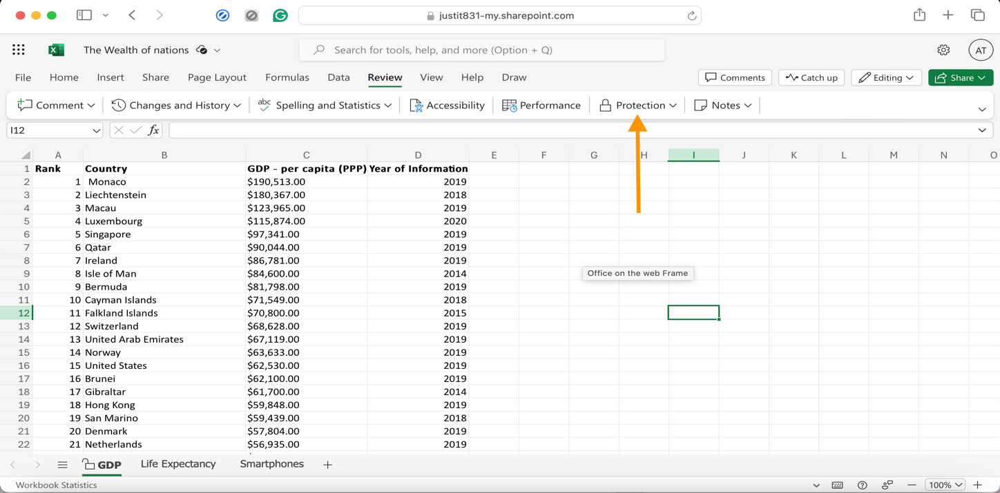 justit831-my.sharepoint.com
The Wealth of nations
Search for tools, help, and more (Option + Q)
AT
File Home Insert Share Page Layout Formulas Data Review View Help Draw
Comments Catch up Editing Share
Comment Changes and History abc Spelling and Statistics Accessibility Performance Protection Notes
I12 fx
A B C D E F G H I J K L M N O
1 Rank Country GDP - per capita (PPP) Year of Information
2 1 Monaco $190,513.00 2019
3 2 Liechtenstein $180,367.00 2018
4 3 Macau $123,965.00 2019
5 4 Luxembourg $115,874.00 2020
6 5 Singapore $97,341.00 2019
7 6 Qatar $90,044.00 2019
8 7 Ireland $86,781.00 2019
9 8 Isle of Man $84,600.00 2014
Office on the web Frame
10 9 Bermuda $81,798.00 2019
11 10 Cayman Islands $71,549.00 2018
12 11 Falkland Islands $70,800.00 2015
13 12 Switzerland $68,628.00 2019
14 13 United Arab Emirates $67,119.00 2019
15 14 Norway $63,633.00 2019
16 15 United States $62,530.00 2019
17 16 Brunei $62,100.00 2019
18 17 Gibraltar $61,700.00 2014
19 18 Hong Kong $59,848.00 2019
20 19 San Marino $59,439.00 2018
21 20 Denmark $57,804.00 2019
22 21 Netherlands $56,935.00 2019
GDP Life Expectancy Smartphones
Workbook Statistics 100%